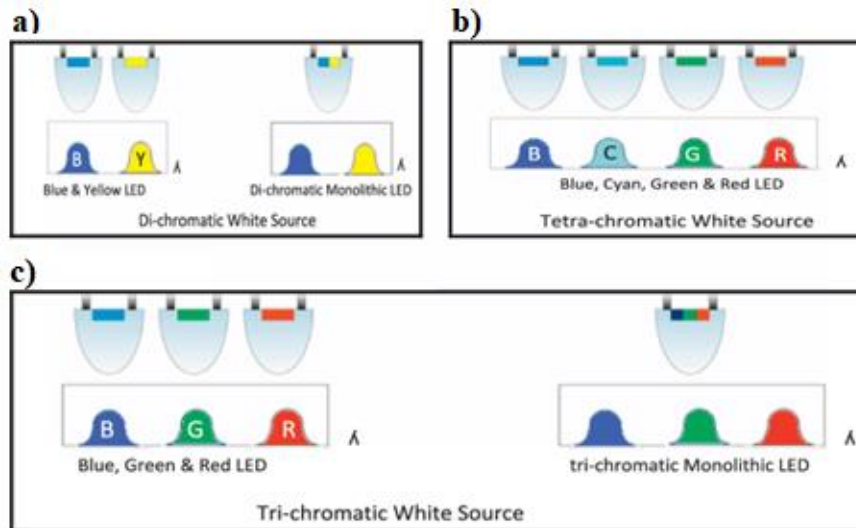 a)
B Y
⅄
Blue & Yellow LED
⅄
Di-chromatic Monolithic LED
Di-chromatic White Source
b)
B C G R
⅄
Blue, Cyan, Green & Red LED
Tetra-chromatic White Source
c)
B G R
⅄
Blue, Green & Red LED
⅄
tri-chromatic Monolithic LED
Tri-chromatic White Source